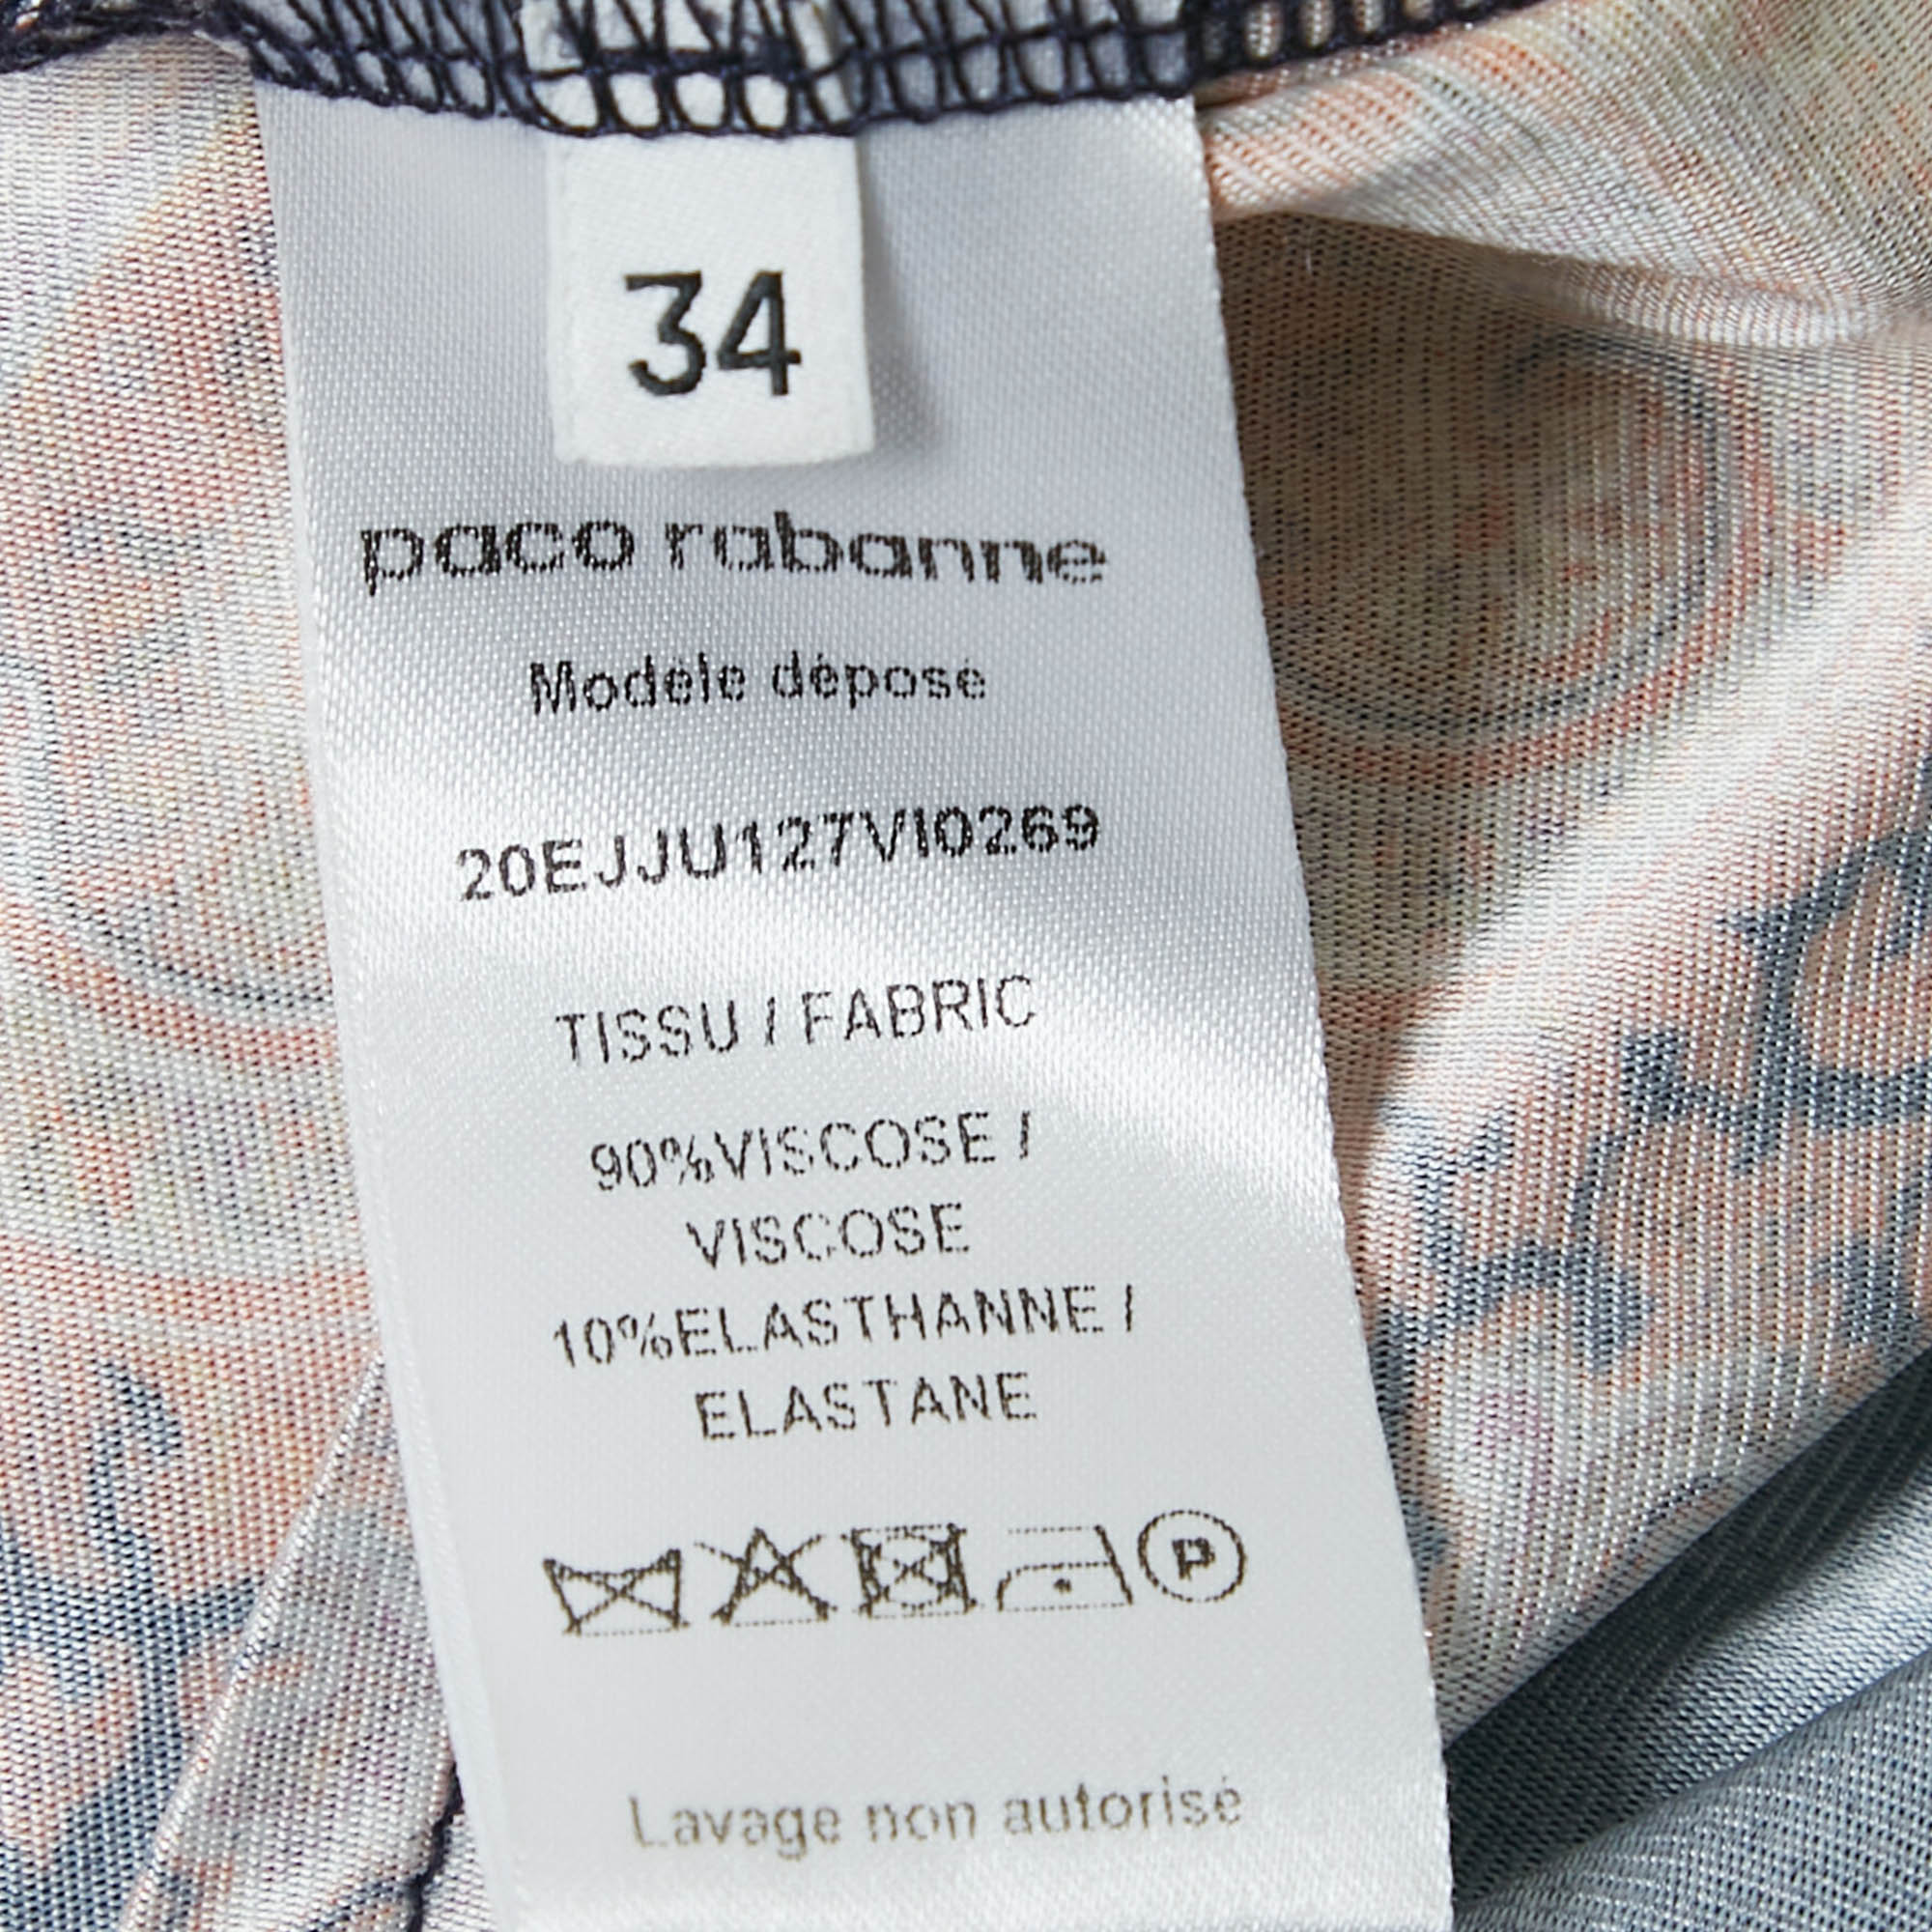 34
paco rabanne
Modèle déposé
20EJJU127VI0269
TISSU / FABRIC
90%VISCOSE /
VISCOSE
10%ELASTHANNE /
ELASTANE
P
Lavage non autorisé